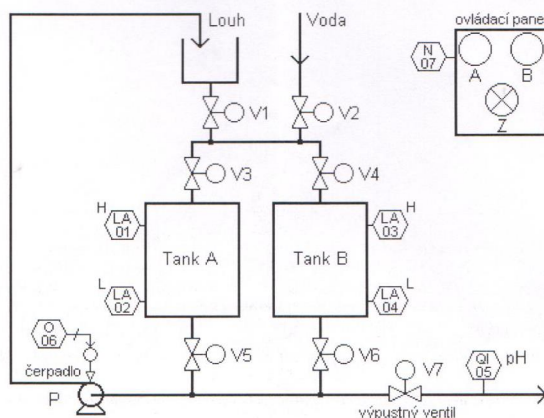 Louh
Voda
ovládací panel
N
07
A
B
Z
V1
V2
V3
V4
H
LA
01
Tank A
L
LA
02
Tank B
H
LA
03
L
LA
04
O
06
čerpadlo
P
V5
V6
V7
QI
05
pH
výpustný ventil